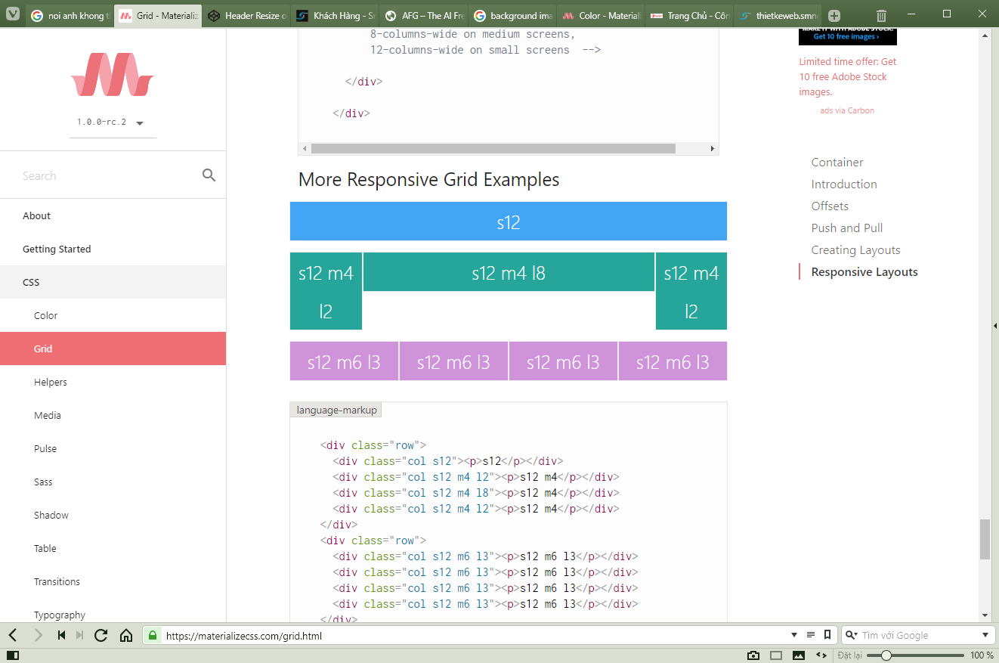 noi anh khong t
Grid - Materializ
Header Resize o
Khách Hàng - Sn
AFG – The AI Fre
background ima
Color - Materiali
Trang Chủ - Côn
thietkeweb.smn
1.0.0-rc.2
Search
About
Getting Started
CSS
Color
Grid
Helpers
Media
Pulse
Sass
Shadow
Table
Transitions
Typography
8-columns-wide on medium screens,
12-columns-wide on small screens  -->
</div>
</div>
More Responsive Grid Examples
s12
s12 m4 l2
s12 m4 l8
s12 m4 l2
s12 m6 l3
s12 m6 l3
s12 m6 l3
s12 m6 l3
language-markup
<div class="row">
<div class="col s12"><p>s12</p></div>
<div class="col s12 m4 l2"><p>s12 m4</p></div>
<div class="col s12 m4 l8"><p>s12 m4</p></div>
<div class="col s12 m4 l2"><p>s12 m4</p></div>
</div>
<div class="row">
<div class="col s12 m6 l3"><p>s12 m6 l3</p></div>
<div class="col s12 m6 l3"><p>s12 m6 l3</p></div>
<div class="col s12 m6 l3"><p>s12 m6 l3</p></div>
<div class="col s12 m6 l3"><p>s12 m6 l3</p></div>
</div>
MAKE IT WITH ADOBE STOCK.
Get 10 free images ›
Limited time offer: Get
10 free Adobe Stock
images.
ads via Carbon
Container
Introduction
Offsets
Push and Pull
Creating Layouts
Responsive Layouts
https://materializecss.com/grid.html
Tìm với Google
Đặt lại
100 %